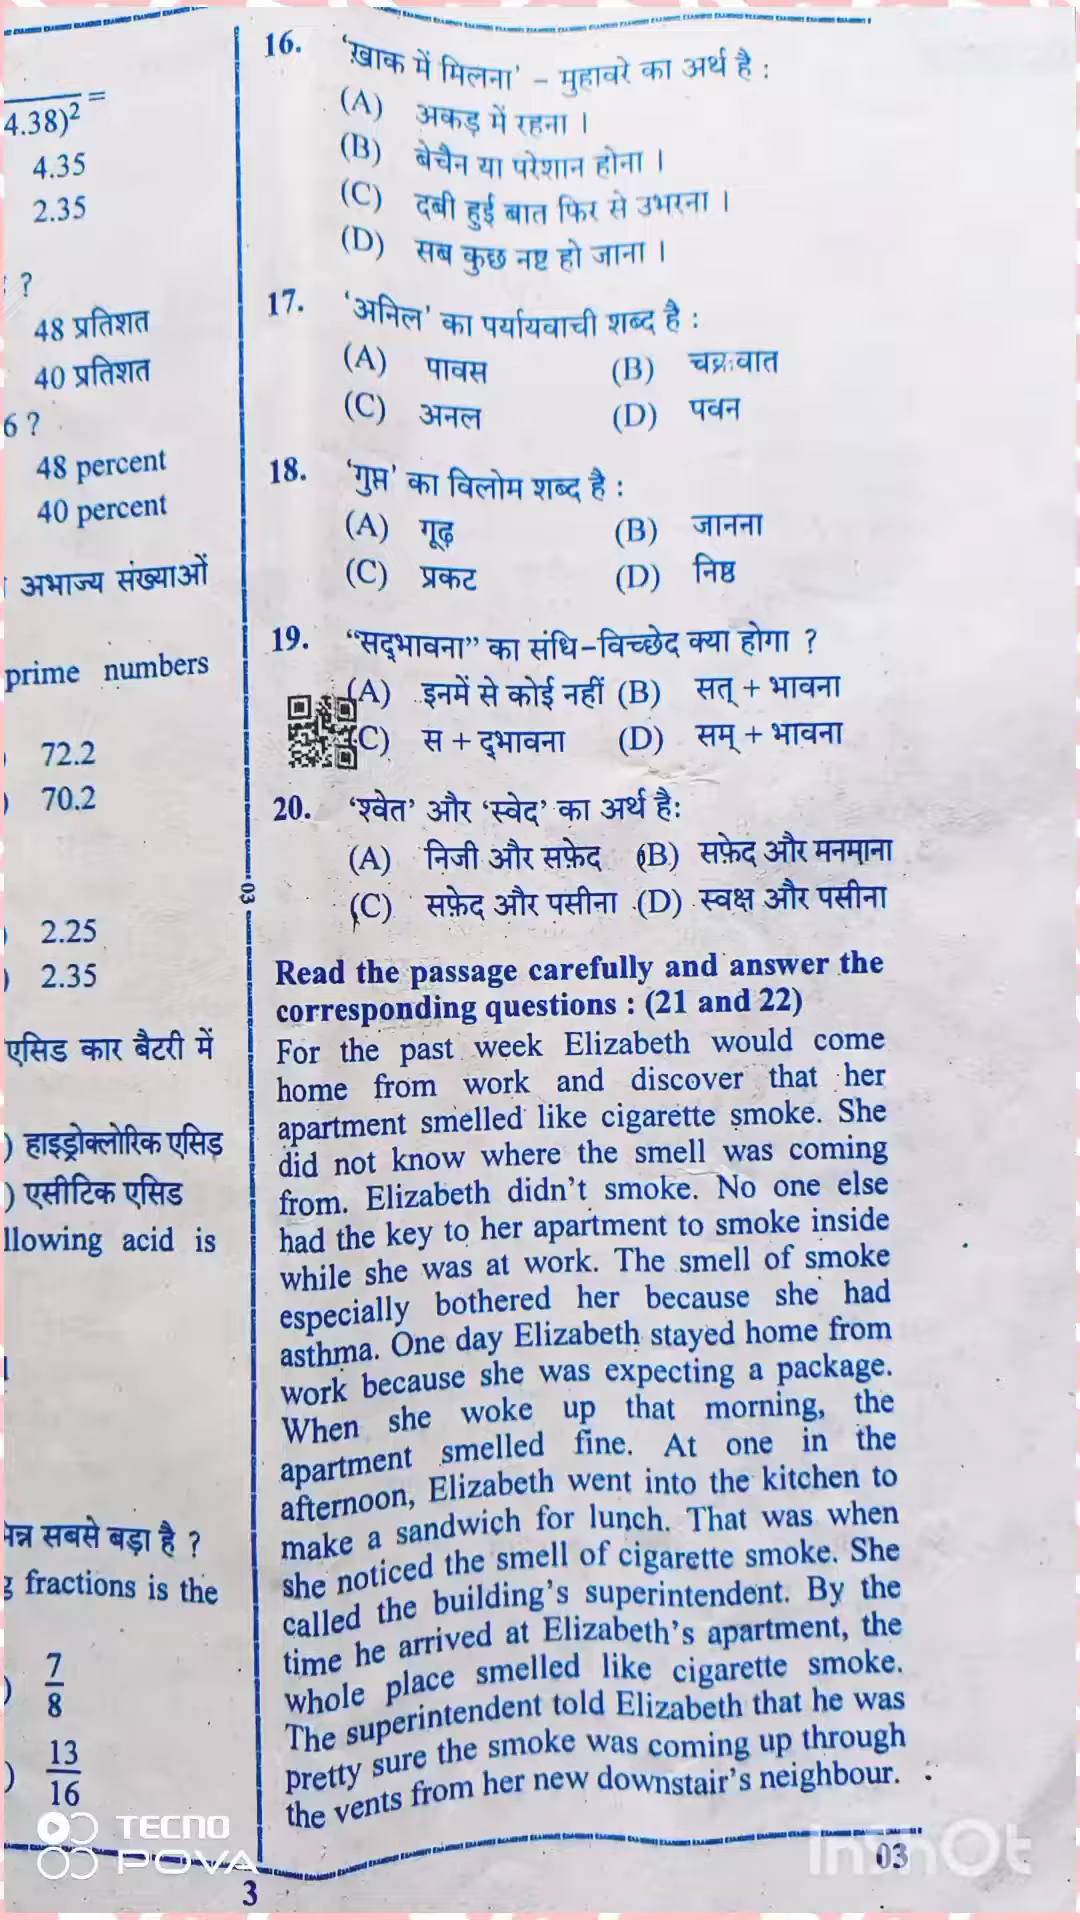 4.38)² =
4.35
2.35
?
48 प्रतिशत
40 प्रतिशत
6 ?
48 percent
40 percent
अभाज्य संख्याओं
prime numbers
72.2
70.2
2.25
2.35
एसिड कार बैटरी में
) हाइड्रोक्लोरिक एसिड
) एसीटिक एसिड
llowing acid is
सबसे बड़ा है ?
fractions is the
7
8
13
16
3
03
16. ‘ख़ाक में मिलना’ – मुहावरे का अर्थ है :
(A) अकड़ में रहना ।
(B) बेचैन या परेशान होना ।
(C) दबी हुई बात फिर से उभरना ।
(D) सब कुछ नष्ट हो जाना ।
17. ‘अनिल’ का पर्यायवाची शब्द है :
(A) पावस (B) चक्रवात
(C) अनल (D) पवन
18. ‘गुप्त’ का विलोम शब्द है :
(A) गूढ़ (B) जानना
(C) प्रकट (D) निष्ठ
19. “सद्‌भावना” का संधि-विच्छेद क्या होगा ?
(A) इनमें से कोई नहीं (B) सत् + भावना
C) स + द्‌भावना (D) सम् + भावना
20. ‘श्वेत’ और ‘स्वेद’ का अर्थ है:
(A) निजी और सफ़ेद (B) सफ़ेद और मनमाना
(C) सफ़ेद और पसीना (D) स्वक्ष और पसीना
Read the passage carefully and answer the
corresponding questions : (21 and 22)
For the past week Elizabeth would come
home from work and discover that her
apartment smelled like cigarette smoke. She
did not know where the smell was coming
from. Elizabeth didn’t smoke. No one else
had the key to her apartment to smoke inside
while she was at work. The smell of smoke
especially bothered her because she had
asthma. One day Elizabeth stayed home from
work because she was expecting a package.
When she woke up that morning, the
apartment smelled fine. At one in the
afternoon, Elizabeth went into the kitchen to
make a sandwich for lunch. That was when
she noticed the smell of cigarette smoke. She
called the building’s superintendent. By the
time he arrived at Elizabeth’s apartment, the
whole place smelled like cigarette smoke.
The superintendent told Elizabeth that he was
pretty sure the smoke was coming up through
the vents from her new downstair’s neighbour.
03
TECNO
POVA
InShOt